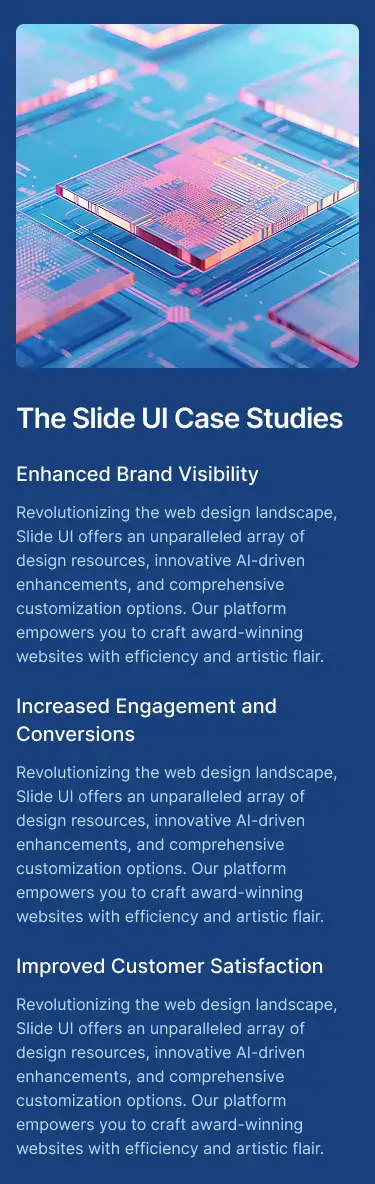 The Slide UI Case Studies
Enhanced Brand Visibility
Revolutionizing the web design landscape,
Slide UI offers an unparalleled array of
design resources, innovative AI-driven
enhancements, and comprehensive
customization options. Our platform
empowers you to craft award-winning
websites with efficiency and artistic flair.
Increased Engagement and
Conversions
Revolutionizing the web design landscape,
Slide UI offers an unparalleled array of
design resources, innovative AI-driven
enhancements, and comprehensive
customization options. Our platform
empowers you to craft award-winning
websites with efficiency and artistic flair.
Improved Customer Satisfaction
Revolutionizing the web design landscape,
Slide UI offers an unparalleled array of
design resources, innovative AI-driven
enhancements, and comprehensive
customization options. Our platform
empowers you to craft award-winning
websites with efficiency and artistic flair.